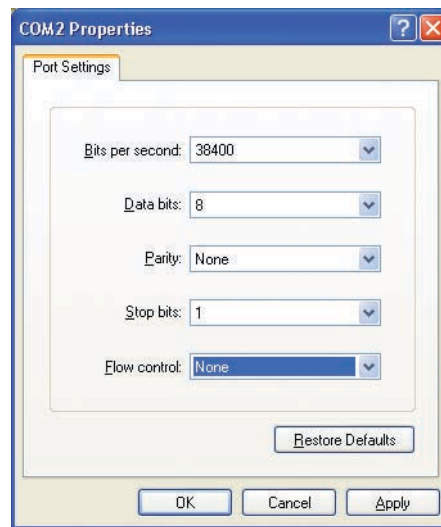 COM2 Properties
Port Settings
Bits per second: 38400
Data bits: 8
Parity: None
Stop bits: 1
Flow control: None
Restore Defaults
OK Cancel Apply